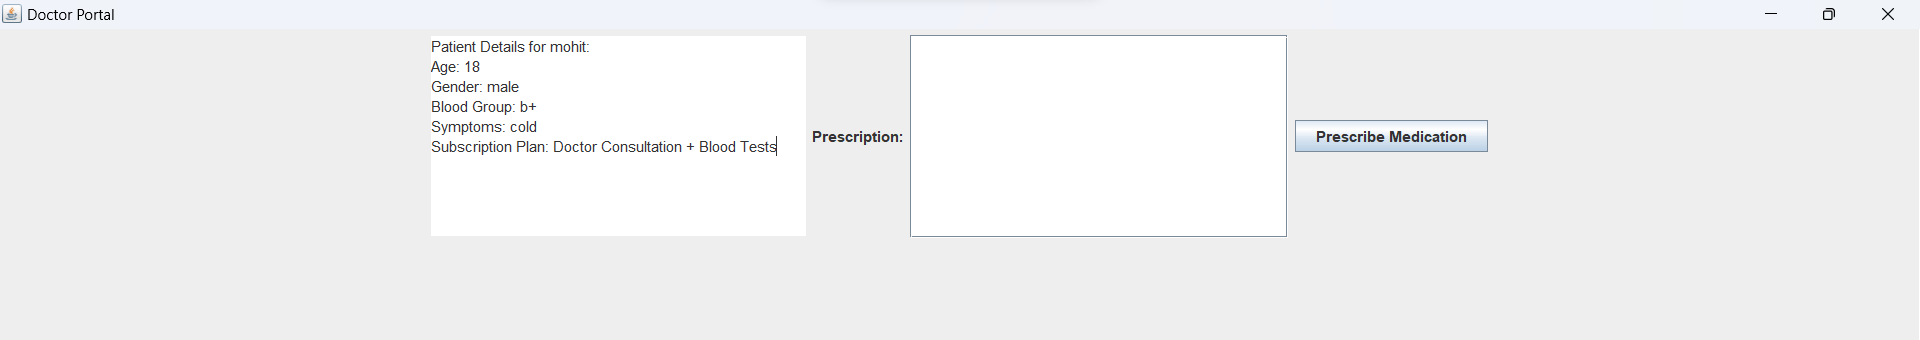 Doctor Portal
Patient Details for mohit:
Age: 18
Gender: male
Blood Group: b+
Symptoms: cold
Subscription Plan: Doctor Consultation + Blood Tests
Prescription:
Prescribe Medication